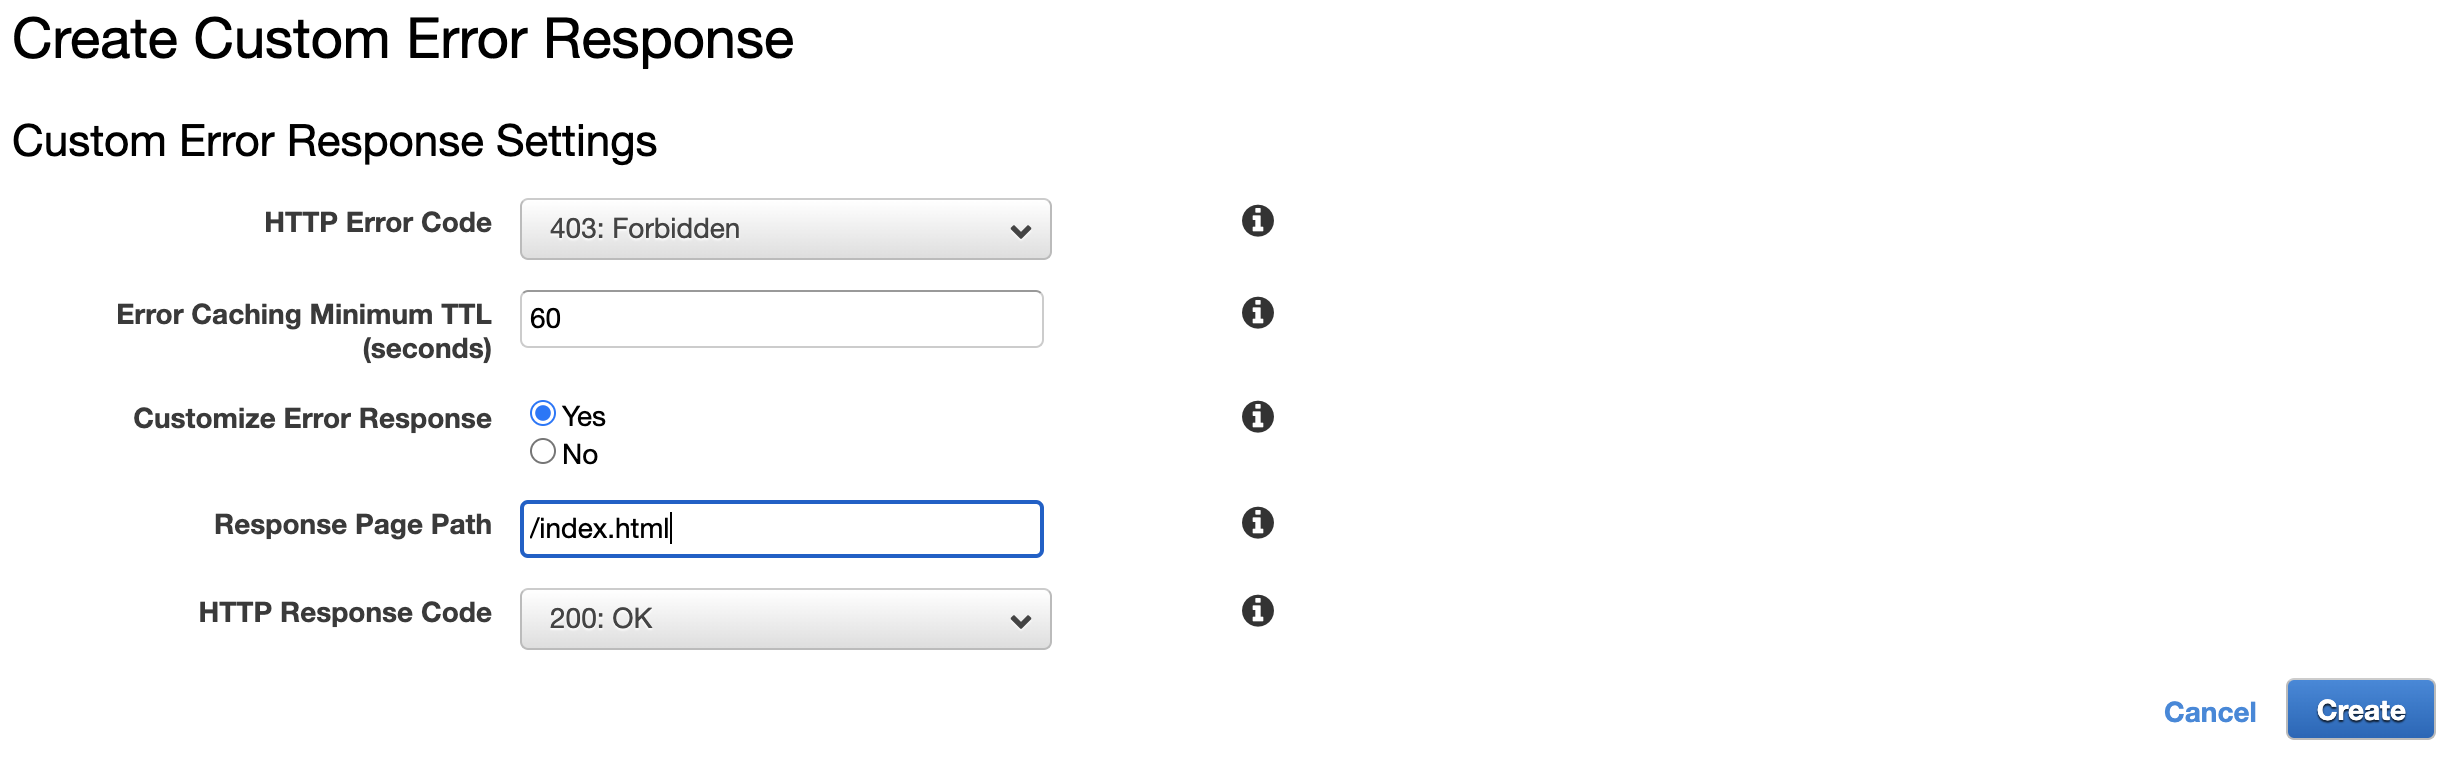 Create Custom Error Response
Custom Error Response Settings
HTTP Error Code
403: Forbidden
Error Caching Minimum TTL
(seconds)
60
Customize Error Response
Yes
No
Response Page Path
/index.html
HTTP Response Code
200: OK
Cancel
Create